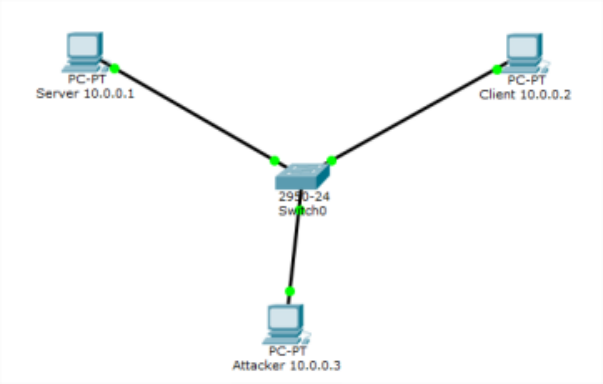 PC-PT
Server 10.0.0.1
PC-PT
Client 10.0.0.2
2950-24
Switch0
PC-PT
Attacker 10.0.0.3